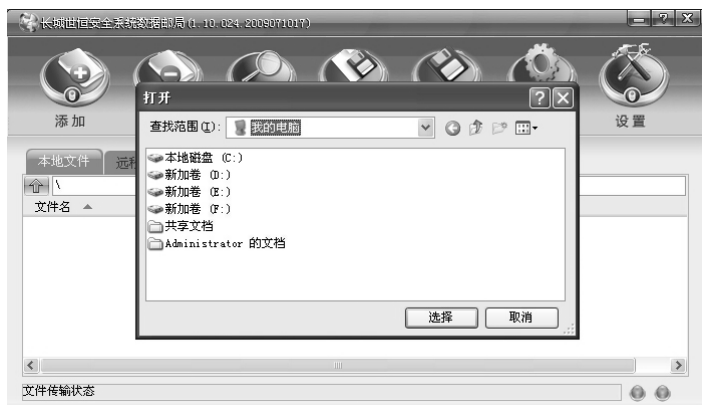 长城世恒安全系统数据邮局(1.10.024.2009071017)
添加
设置
打开
查找范围(I):
我的电脑
本地磁盘 (C:)
新加卷 (D:)
新加卷 (E:)
新加卷 (F:)
共享文档
Administrator 的文档
选择
取消
本地文件
远程
\
文件名
文件传输状态